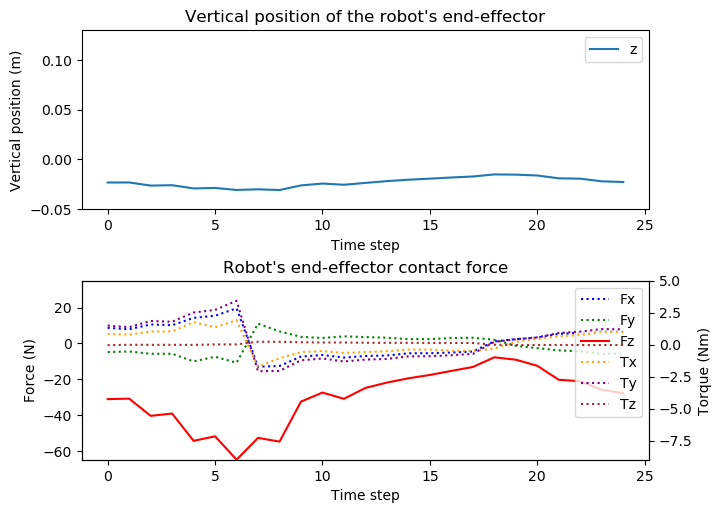 Vertical position of the robot's end-effector
Vertical position (m)
0.10
0.05
0.00
−0.05
z
0 5 10 15 20 25
Time step
Robot's end-effector contact force
Force (N)
20
0
−20
−40
−60
Fx
Fy
Fz
Tx
Ty
Tz
5.0
2.5
0.0
−2.5
−5.0
−7.5
Torque (Nm)
0 5 10 15 20 25
Time step